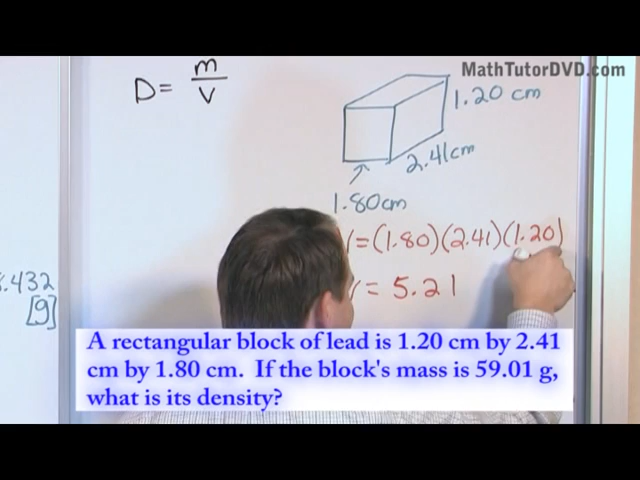 MathTutorDVD.com
D = m
v
1.20 cm
2.41cm
1.80cm
=(1.80)(2.41)(1.20)
= 5.21
.432
[g]
A rectangular block of lead is 1.20 cm by 2.41
cm by 1.80 cm. If the block's mass is 59.01 g,
what is its density?